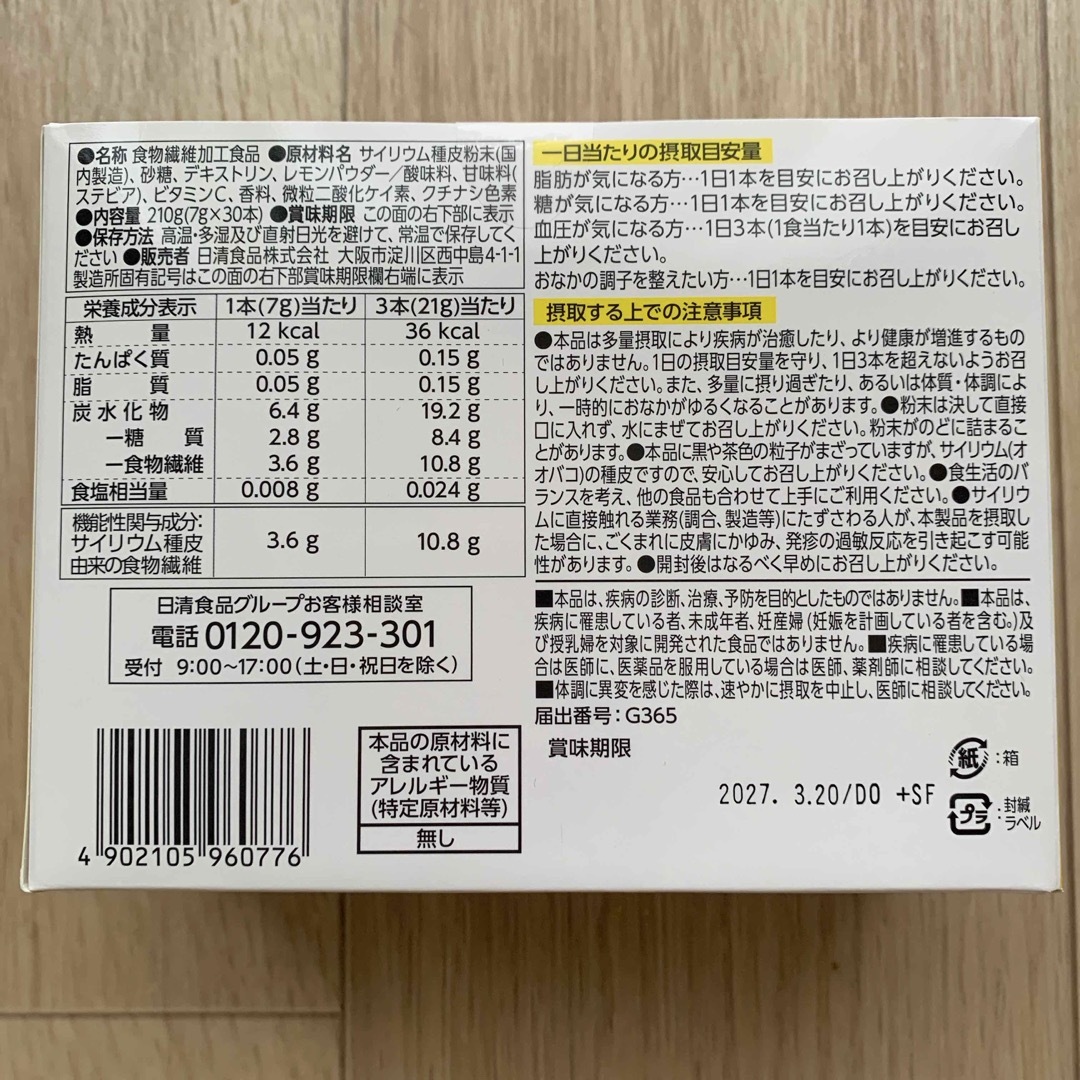 ●名称 食物繊維加工食品 ●原材料名 サイリウム種皮粉末(国
内製造)、砂糖、デキストリン、レモンパウダー／酸味料、甘味料(
ステビア)、ビタミンC、香料、微粒二酸化ケイ素、クチナシ色素
●内容量 210g(7g×30本) ●賞味期限 この面の右下部に表示
●保存方法 高温・多湿及び直射日光を避けて、常温で保存してく
ださい ●販売者 日清食品株式会社 大阪市淀川区西中島4-1-1
製造所固有記号はこの面の右下部賞味期限欄右端に表示
栄養成分表示 1本(7g)当たり 3本(21g)当たり
熱量 12 kcal 36 kcal
たんぱく質 0.05 g 0.15 g
脂質 0.05 g 0.15 g
炭水化物 6.4 g 19.2 g
ー糖質 2.8 g 8.4 g
ー食物繊維 3.6 g 10.8 g
食塩相当量 0.008 g 0.024 g
機能性関与成分:
サイリウム種皮 3.6 g 10.8 g
由来の食物繊維
日清食品グループお客様相談室
電話 0120-923-301
受付 9:00～17:00(土・日・祝日を除く)
4 902105 960776
本品の原材料に
含まれている
アレルギー物質
(特定原材料等)
無し
一日当たりの摂取目安量
脂肪が気になる方…1日1本を目安にお召し上がりください。
糖が気になる方…1日1本を目安にお召し上がりください。
血圧が気になる方…1日3本(1食当たり1本)を目安にお召し
上がりください。
おなかの調子を整えたい方…1日1本を目安にお召し上がりください。
摂取する上での注意事項
●本品は多量摂取により疾病が治癒したり、より健康が増進するもの
ではありません。1日の摂取目安量を守り、1日3本を超えないようお召
し上がりください。また、多量に摂り過ぎたり、あるいは体質・体調によ
り、一時的におなかがゆるくなることがあります。●粉末は決して直接
口に入れず、水にまぜてお召し上がりください。粉末がのどに詰まるこ
とがあります。●本品に黒や茶色の粒子がまざっていますが、サイリウム(オ
オバコ)の種皮ですので、安心してお召し上がりください。●食生活のバ
ランスを考え、他の食品も合わせて上手にご利用ください。●サイリウ
ムに直接触れる業務(調合、製造等)にたずさわる人が、本製品を摂取し
た場合に、ごくまれに皮膚にかゆみ、発疹の過敏反応を引き起こす可能
性があります。●開封後はなるべく早めにお召し上がりください。
■本品は、疾病の診断、治療、予防を目的としたものではありません。■本品は、
疾病に罹患している者、未成年者、妊産婦(妊娠を計画している者を含む。)及
び授乳婦を対象に開発された食品ではありません。■疾病に罹患している場
合は医師に、医薬品を服用している場合は医師、薬剤師に相談してください。
■体調に異変を感じた際は、速やかに摂取を中止し、医師に相談してください。
届出番号:G365
賞味期限
2027. 3.20/DO +SF
紙 :箱
プラ :封緘
ラベル